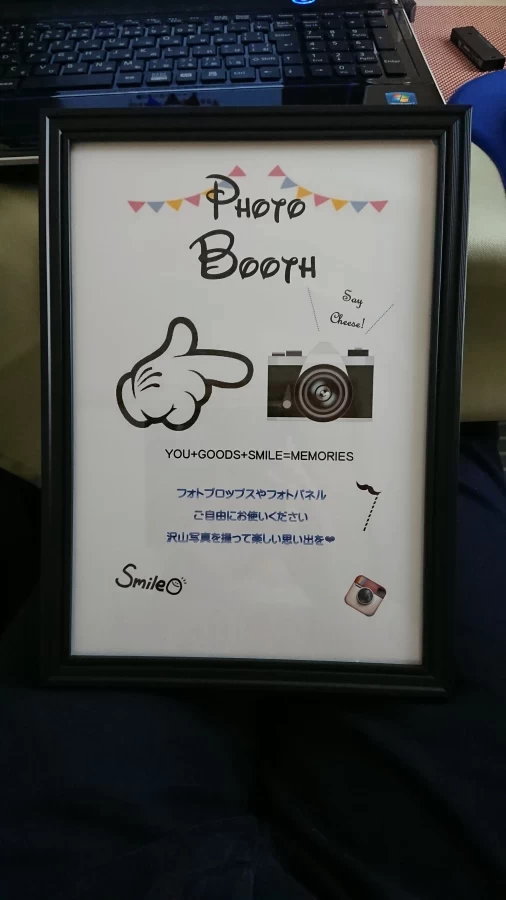 PHOTO
BOOTH
Say
Cheese!
YOU+GOODS+SMILE=MEMORIES
フォトプロップスやフォトパネル
ご自由にお使いください
沢山写真を撮って楽しい思い出を❤
Smile